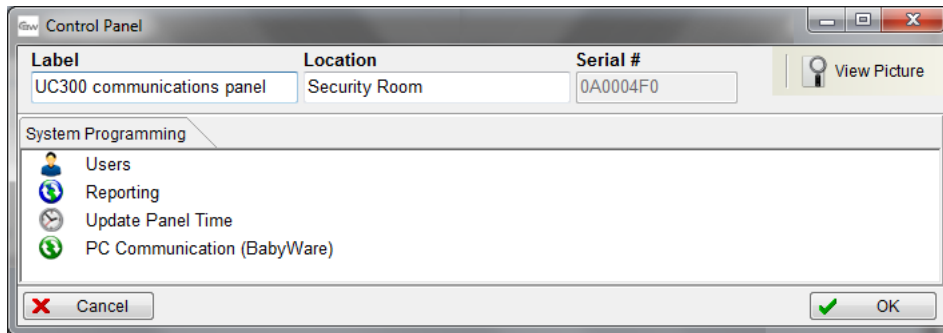 Control Panel
Label Location Serial #
UC300 communications panel Security Room 0A0004F0 View Picture
System Programming
Users
Reporting
Update Panel Time
PC Communication (BabyWare)
Cancel OK